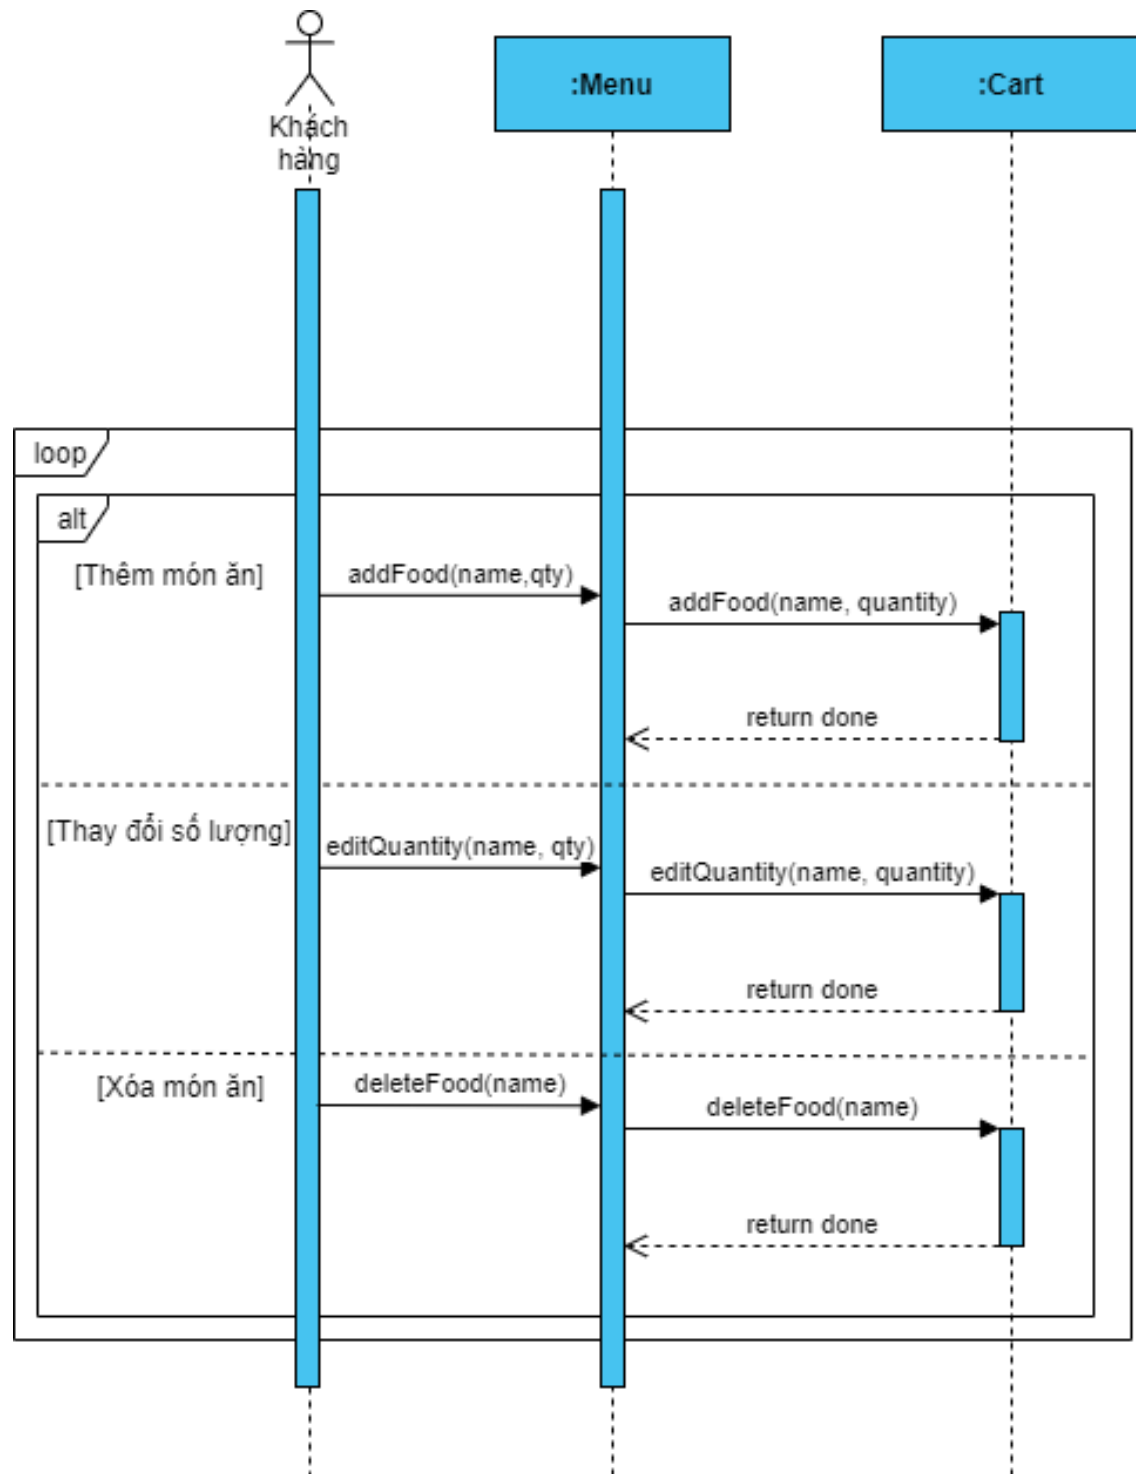 Khách
hàng
:Menu
:Cart
loop
alt
[Thêm món ăn]
addFood(name,qty)
addFood(name, quantity)
return done
[Thay đổi số lượng]
editQuantity(name, qty)
editQuantity(name, quantity)
return done
[Xóa món ăn]
deleteFood(name)
deleteFood(name)
return done